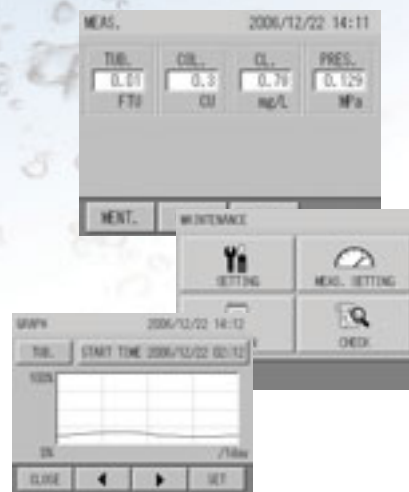 MEAS. 2006/12/22 14:11
TUB. COL. CL. PRES.
0.01 0.3 0.70 0.129
FTU CU mg/L MPa
MENT.
MAINTENANCE
SETTING MEAS. SETTING
CHECK
GRAPH 2006/12/22 14:12
TUB. START TIME 2006/12/22 02:12
100%
0%
CLOSE SET